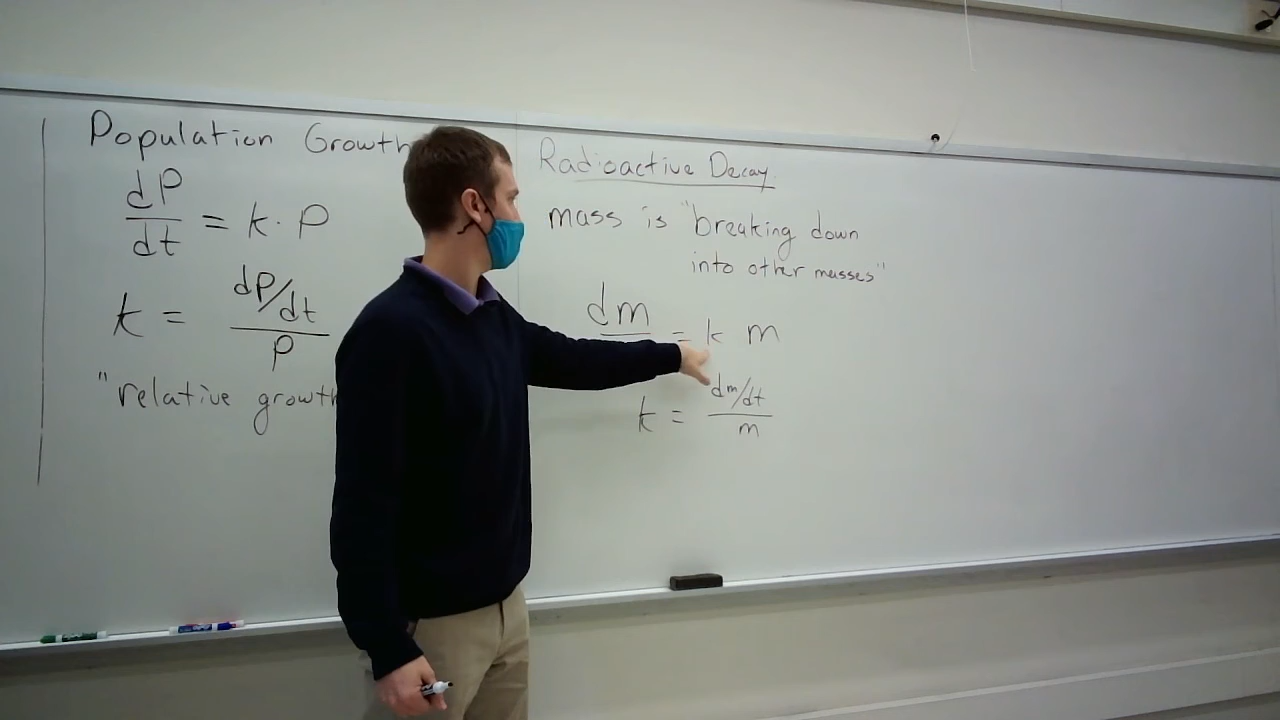 Population Growth
dP
dt = k · P
k = dP/dt
P
"relative growth
Radioactive Decay
mass is "breaking down
into other masses"
dm = k m
k = dm/dt
m